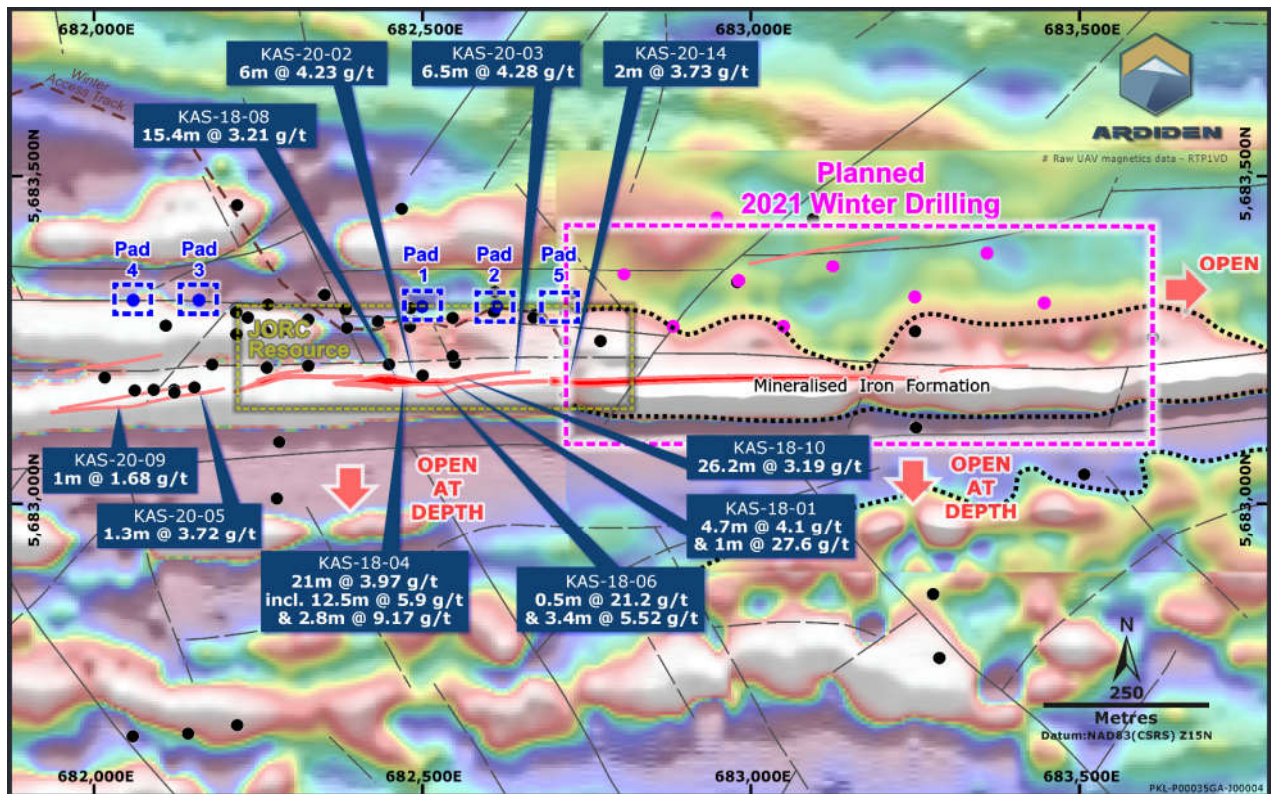 682,000E
682,500E
683,000E
683,500E
KAS-20-02
6m @ 4.23 g/t
KAS-20-03
6.5m @ 4.28 g/t
KAS-20-14
2m @ 3.73 g/t
Winter
Access Track
KAS-18-08
15.4m @ 3.21 g/t
ARDIDEN
# Raw UAV magnetics data - RTP1VD
5,683,500N
5,683,500N
Planned
2021 Winter Drilling
Pad
4
Pad
3
Pad
1
Pad
2
Pad
5
OPEN
JORC
Resource
Mineralised Iron Formation
KAS-20-09
1m @ 1.68 g/t
KAS-20-05
1.3m @ 3.72 g/t
OPEN
AT
DEPTH
KAS-18-10
26.2m @ 3.19 g/t
OPEN
AT
DEPTH
KAS-18-01
4.7m @ 4.1 g/t
& 1m @ 27.6 g/t
5,683,000N
5,683,000N
KAS-18-04
21m @ 3.97 g/t
incl. 12.5m @ 5.9 g/t
& 2.8m @ 9.17 g/t
KAS-18-06
0.5m @ 21.2 g/t
& 3.4m @ 5.52 g/t
N
250
Metres
Datum:NAD83(CSRS) Z15N
682,000E
682,500E
683,000E
683,500E
PKL-P00035GA-J00004